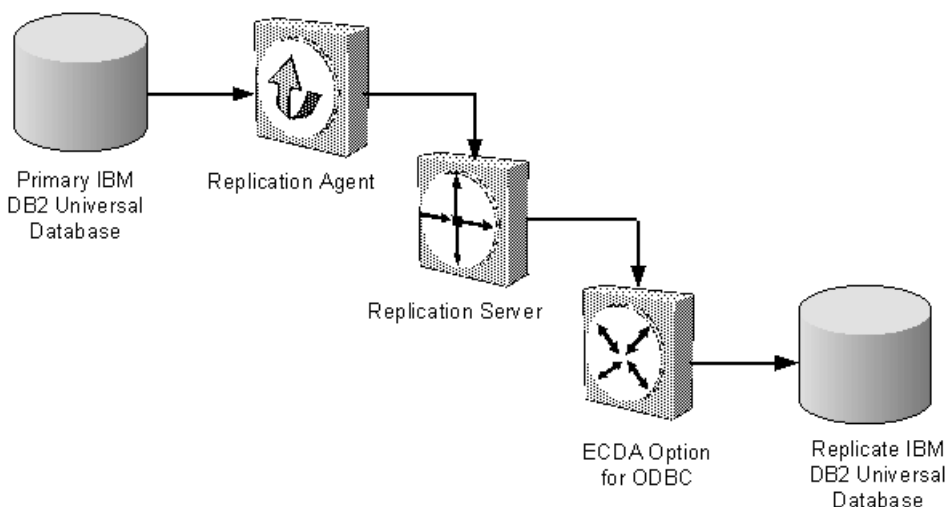 Primary IBM
DB2 Universal
Database
Replication Agent
Replication Server
ECDA Option
for ODBC
Replicate IBM
DB2 Universal
Database